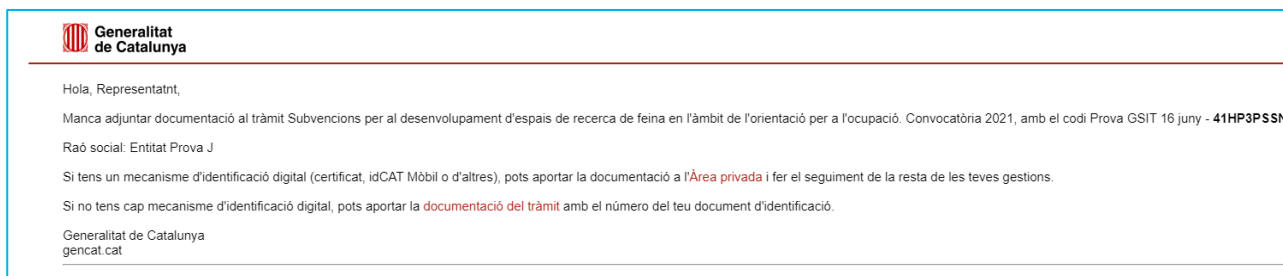 Generalitat
de Catalunya
Hola, Representatnt,
Manca adjuntar documentació al tràmit Subvencions per al desenvolupament d'espais de recerca de feina en l'àmbit de l'orientació per a l'ocupació. Convocatòria 2021, amb el codi Prova GSIT 16 juny -
Raó social: Entitat Prova J
Si tens un mecanisme d'identificació digital (certificat, idCAT Mòbil o d'altres), pots aportar la documentació a l'Àrea privada i fer el seguiment de la resta de les teves gestions.
Si no tens cap mecanisme d'identificació digital, pots aportar la documentació del tràmit amb el número del teu document d'identificació.
Generalitat de Catalunya
gencat.cat